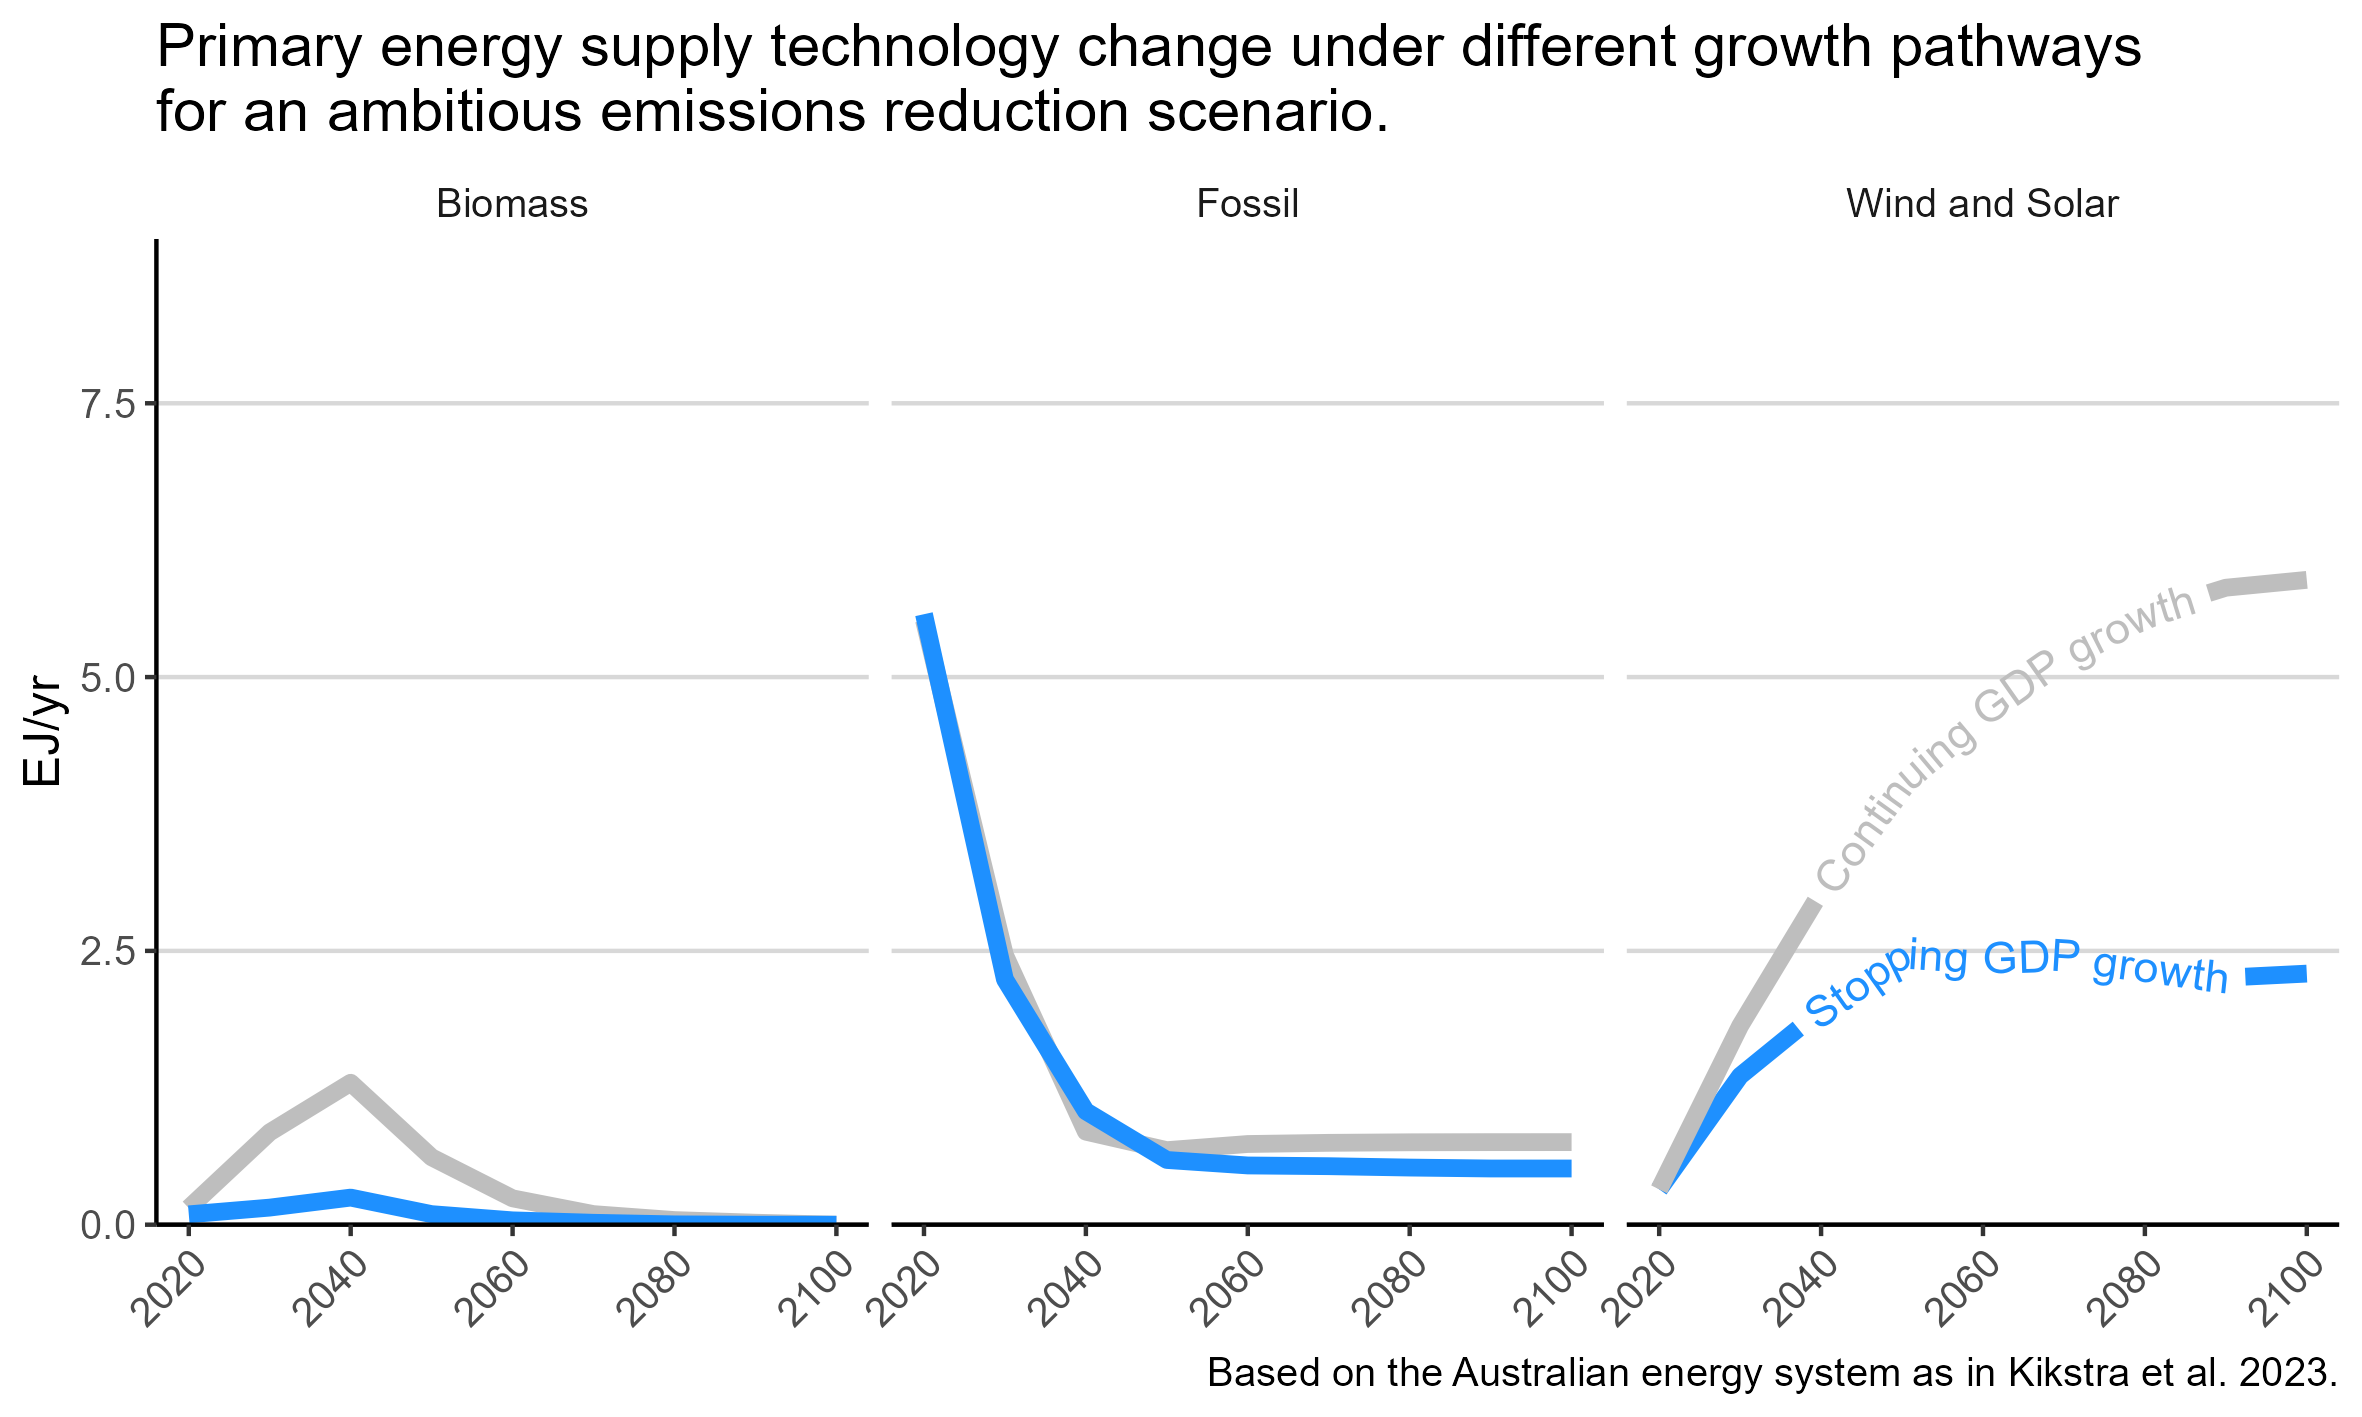 Primary energy supply technology change under different growth pathways
for an ambitious emissions reduction scenario.
Biomass
Fossil
Wind and Solar
EJ/yr
7.5
5.0
2.5
0.0
Continuing GDP growth
Stopping GDP growth
2020 2040 2060 2080 2100
2020 2040 2060 2080 2100
2020 2040 2060 2080 2100
Based on the Australian energy system as in Kikstra et al. 2023.